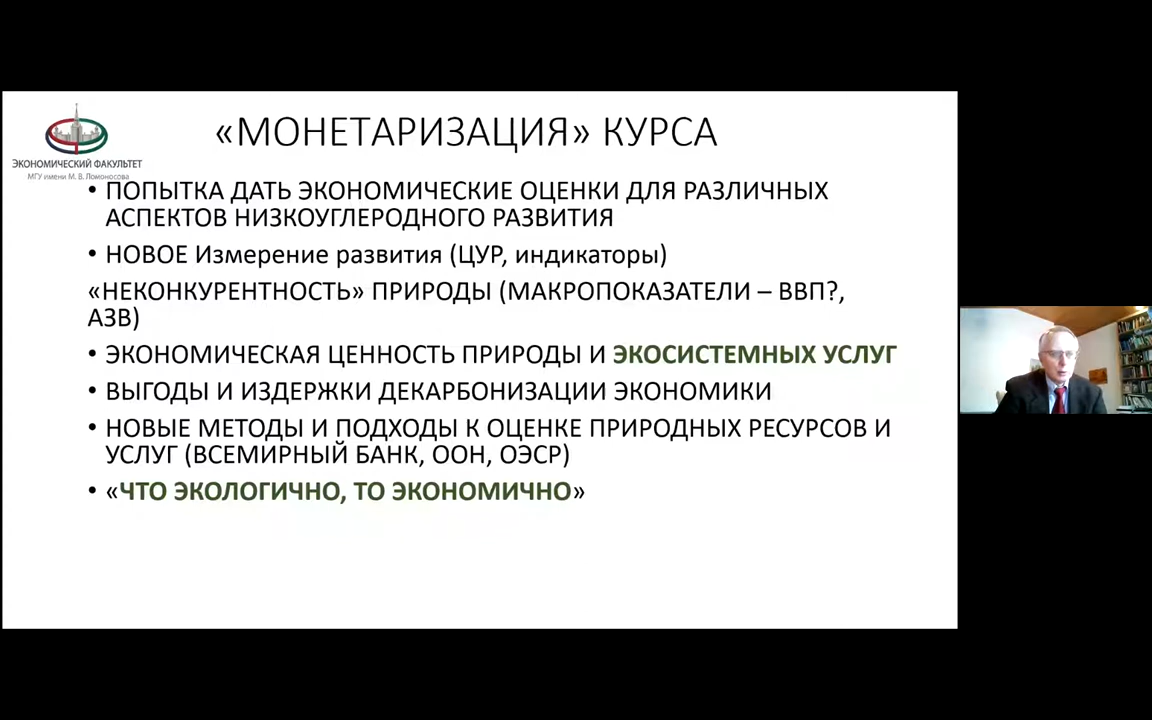 «МОНЕТАРИЗАЦИЯ» КУРСА
ЭКОНОМИЧЕСКИЙ ФАКУЛЬТЕТ
МГУ имени М. В. Ломоносова
• ПОПЫТКА ДАТЬ ЭКОНОМИЧЕСКИЕ ОЦЕНКИ ДЛЯ РАЗЛИЧНЫХ
АСПЕКТОВ НИЗКОУГЛЕРОДНОГО РАЗВИТИЯ
• НОВОЕ Измерение развития (ЦУР, индикаторы)
«НЕКОНКУРЕНТНОСТЬ» ПРИРОДЫ (МАКРОПОКАЗАТЕЛИ – ВВП?,
АЗВ)
• ЭКОНОМИЧЕСКАЯ ЦЕННОСТЬ ПРИРОДЫ И ЭКОСИСТЕМНЫХ УСЛУГ
• ВЫГОДЫ И ИЗДЕРЖКИ ДЕКАРБОНИЗАЦИИ ЭКОНОМИКИ
• НОВЫЕ МЕТОДЫ И ПОДХОДЫ К ОЦЕНКЕ ПРИРОДНЫХ РЕСУРСОВ И
УСЛУГ (ВСЕМИРНЫЙ БАНК, ООН, ОЭСР)
• «ЧТО ЭКОЛОГИЧНО, ТО ЭКОНОМИЧНО»